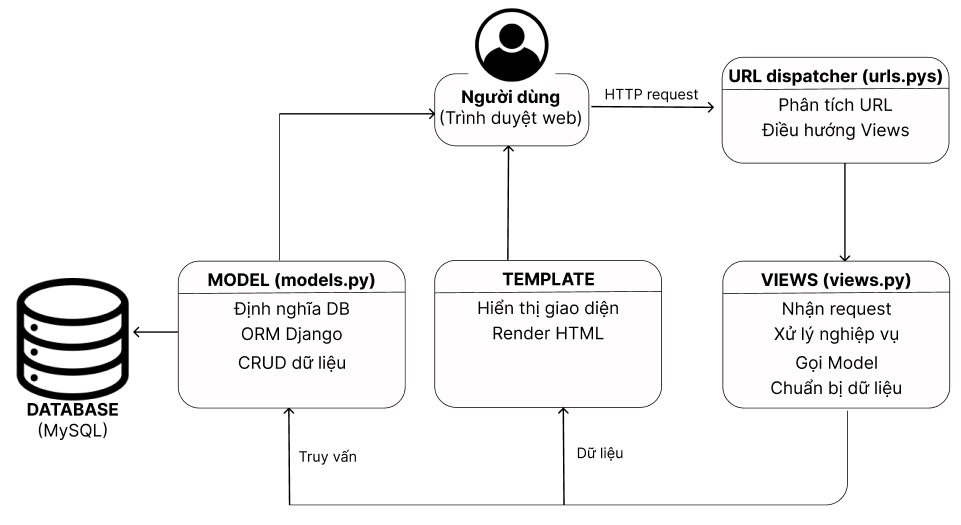 Người dùng
(Trình duyệt web)
HTTP request
URL dispatcher (urls.pys)
Phân tích URL
Điều hướng Views
MODEL (models.py)
Định nghĩa DB
ORM Django
CRUD dữ liệu
TEMPLATE
Hiển thị giao diện
Render HTML
VIEWS (views.py)
Nhận request
Xử lý nghiệp vụ
Gọi Model
Chuẩn bị dữ liệu
DATABASE
(MySQL)
Truy vấn
Dữ liệu